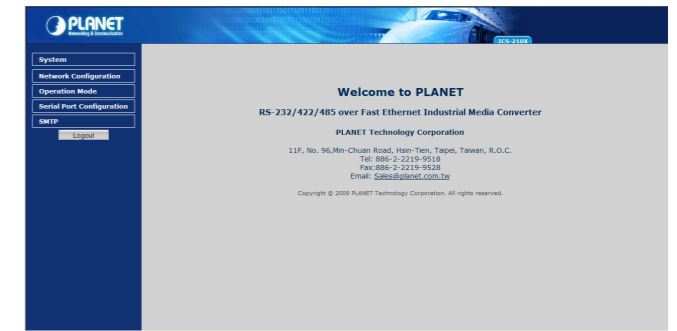 PLANET
Networking & Communication
ICS-210X
System
Network Configuration
Operation Mode
Serial Port Configuration
SMTP
Logout
Welcome to PLANET
RS-232/422/485 over Fast Ethernet Industrial Media Converter
PLANET Technology Corporation
11F, No. 96,Min-Chuan Road, Hsin-Tien, Taipei, Taiwan, R.O.C.
Tel: 886-2-2219-9518
Fax:886-2-2219-9528
Email: Sales@planet.com.tw
Copyright © 2009 PLANET Technology Corporation. All rights reserved.